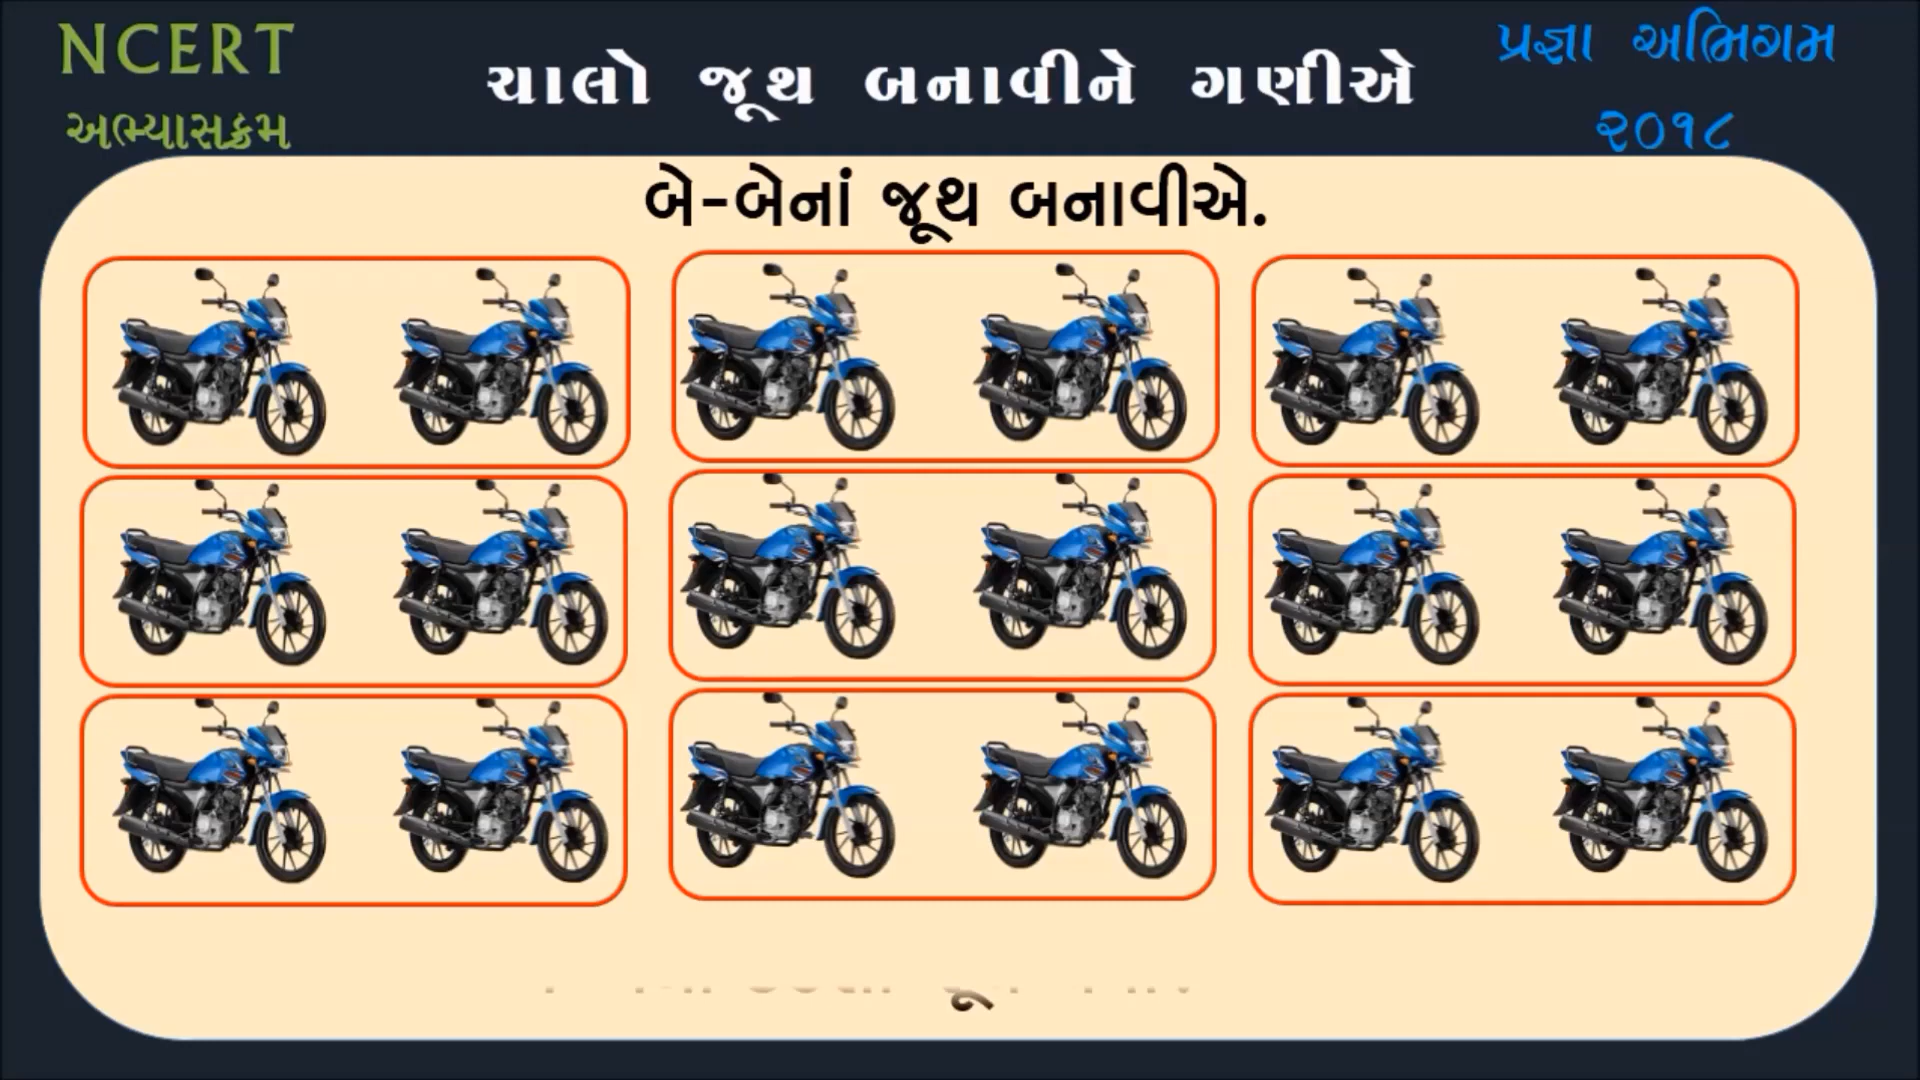 NCERT
અભ્યાસક્રમ
ચાલો જૂથ બનાવીને ગણીએ
પ્રજ્ઞા અભિગમ
૨૦૧૮
બે-બેનાં જૂથ બનાવીએ.